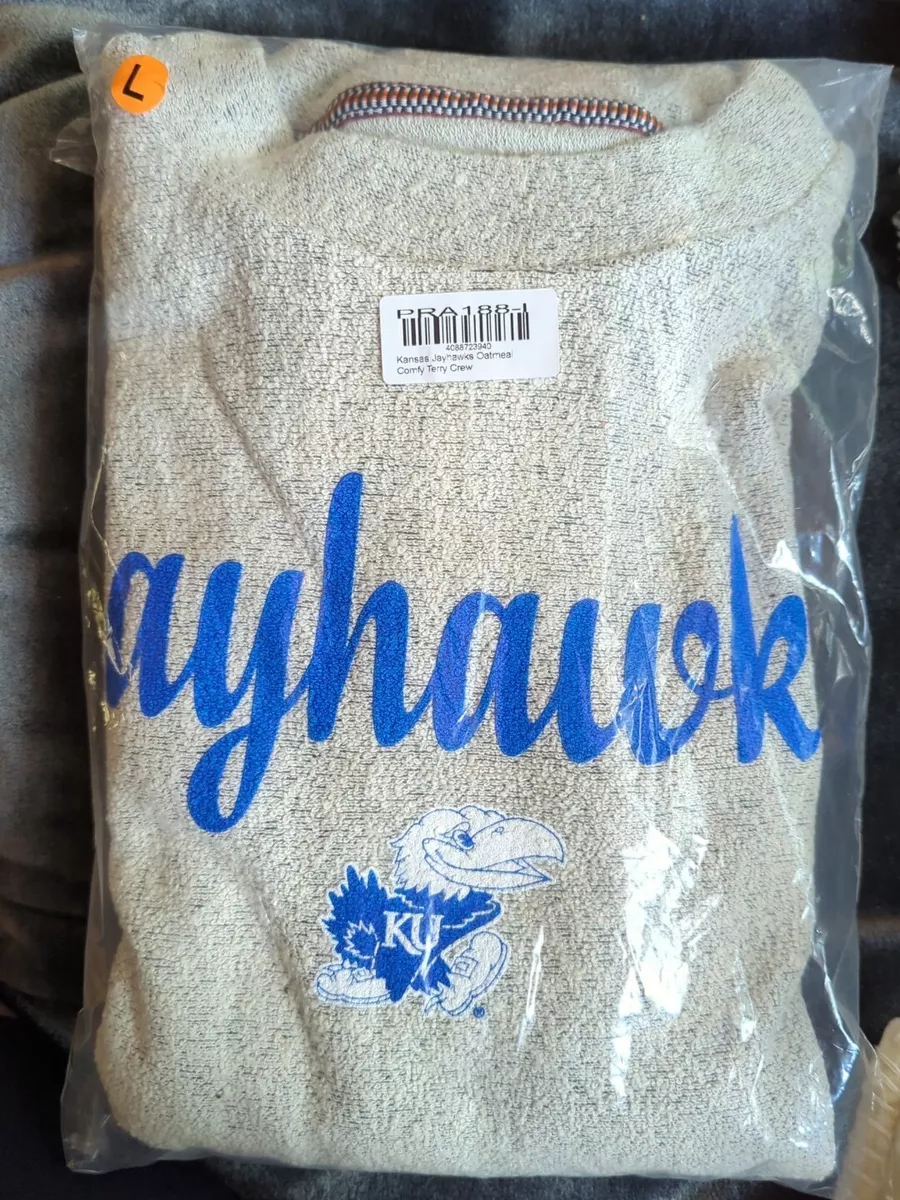 L
PRA188-L
4088723940
Kansas Jayhawks Oatmeal
Comfy Terry Crew
ayhawk
KU
®